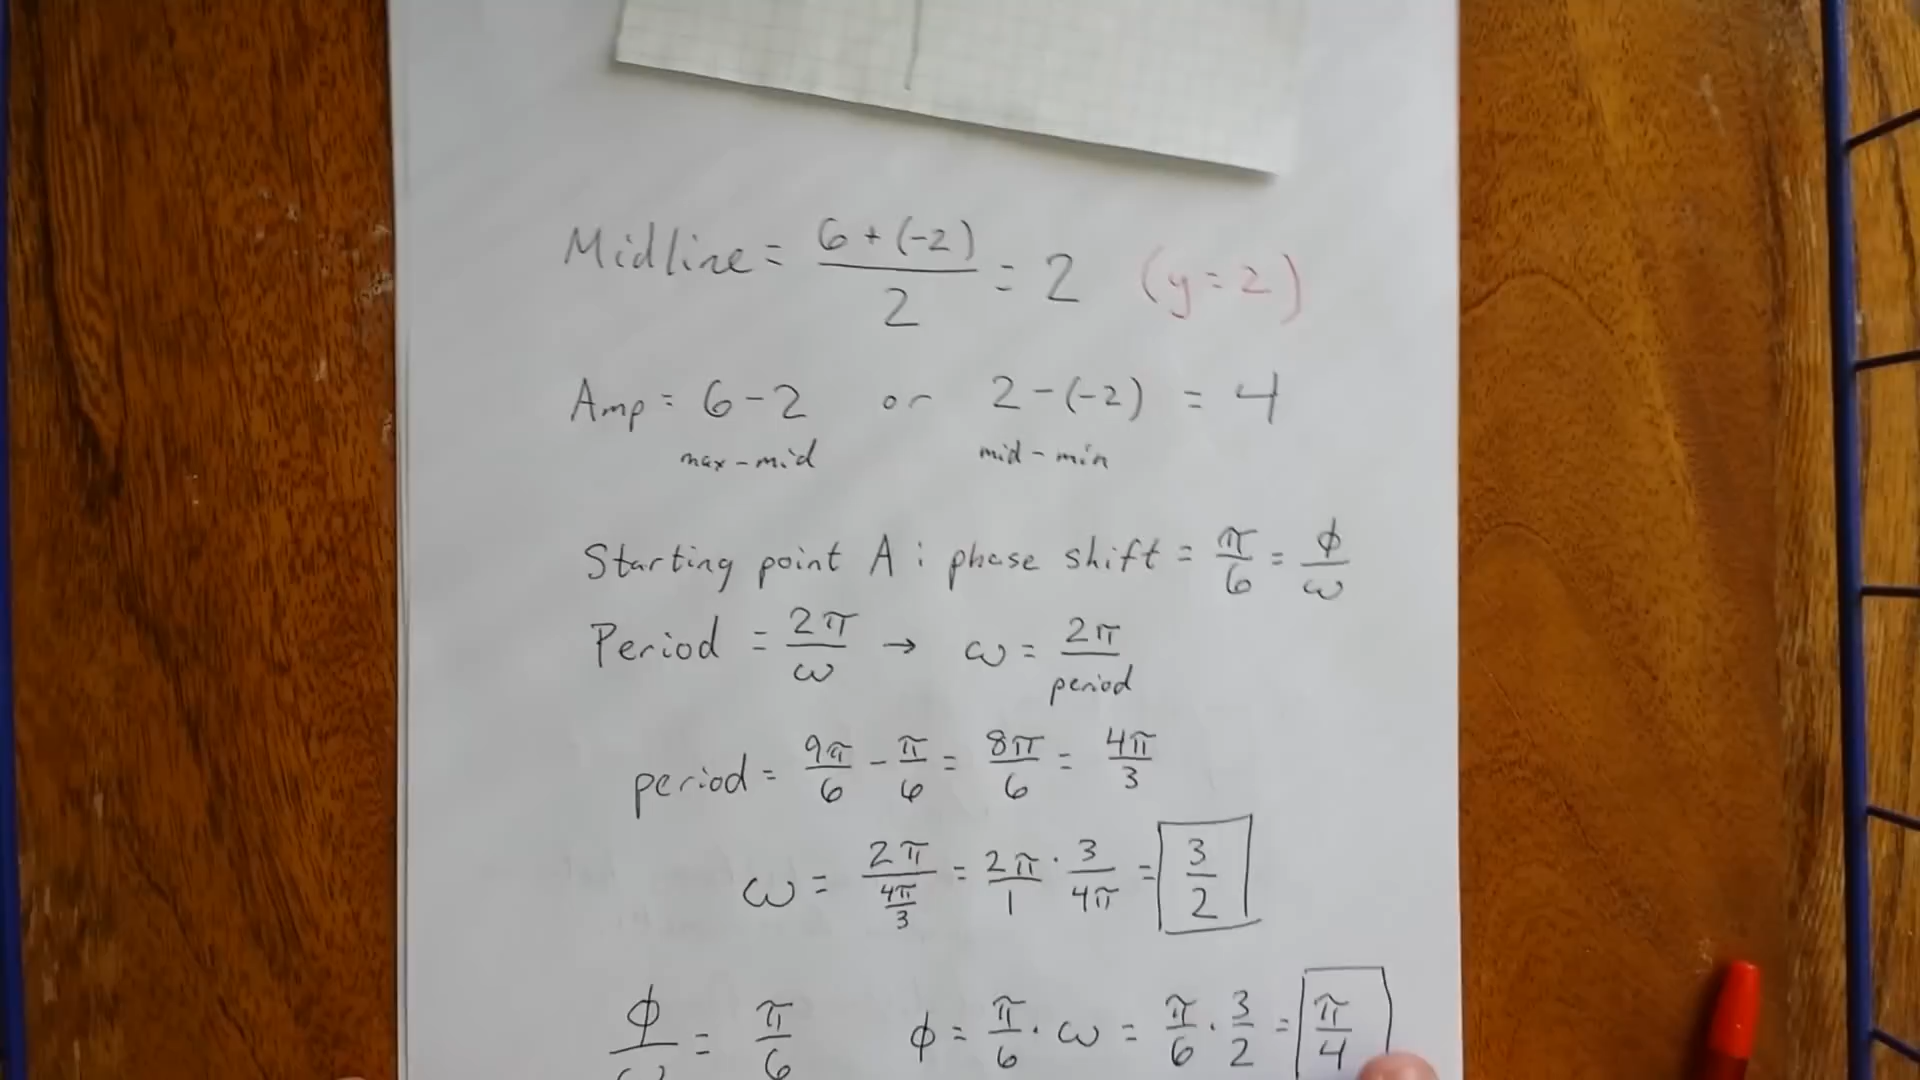 Midline = 6 + (-2) / 2 = 2 (y = 2)
Amp = 6 - 2 or 2 - (-2) = 4
max - mid mid - min
Starting point A : phase shift = π/6 = ϕ/ω
Period = 2π/ω → ω = 2π/period
period = 9π/6 - π/6 = 8π/6 = 4π/3
ω = 2π / 4π/3 = 2π/1 · 3/4π = 3/2
ϕ/ω = π/6 ϕ = π/6 · ω = π/6 · 3/2 = π/4